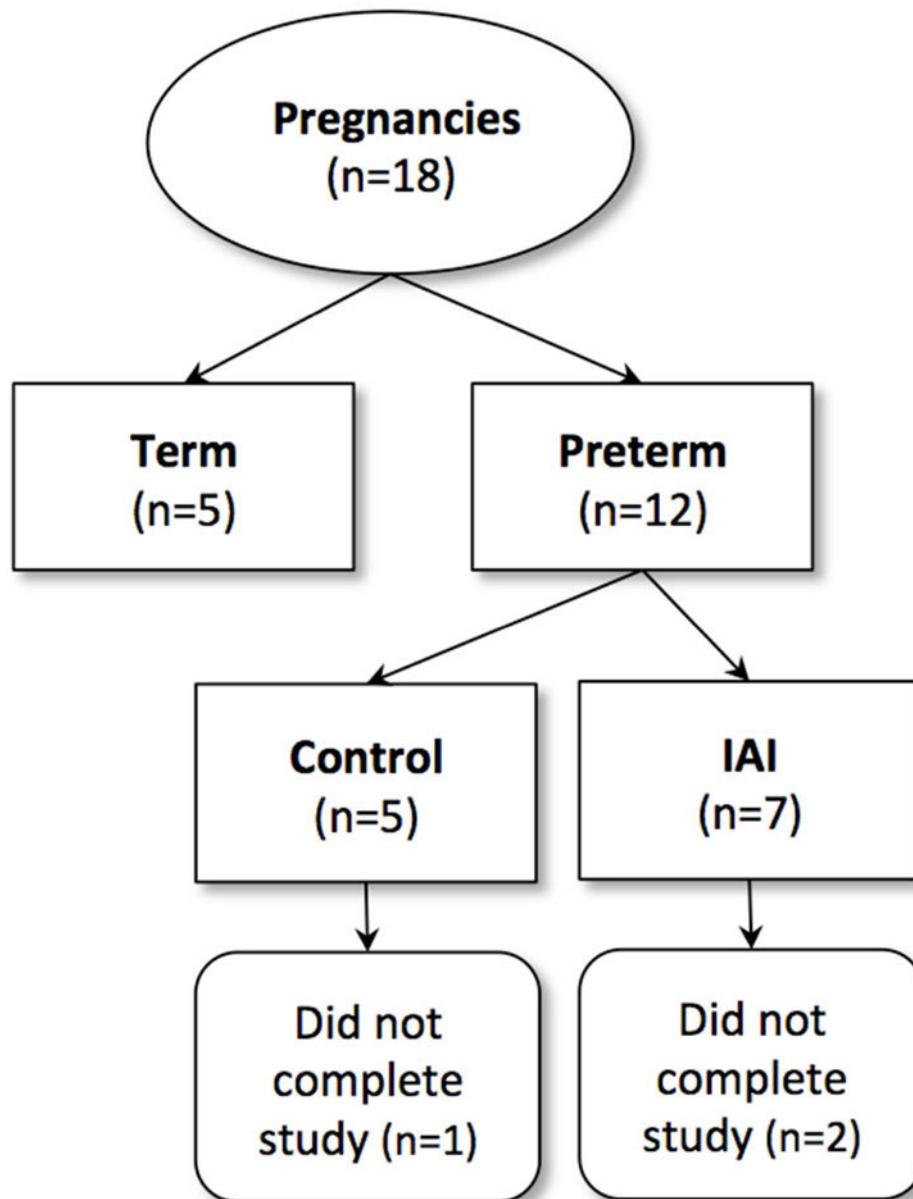 Pregnancies
(n=18)
Term
(n=5)
Preterm
(n=12)
Control
(n=5)
IAI
(n=7)
Did not
complete
study (n=1)
Did not
complete
study (n=2)